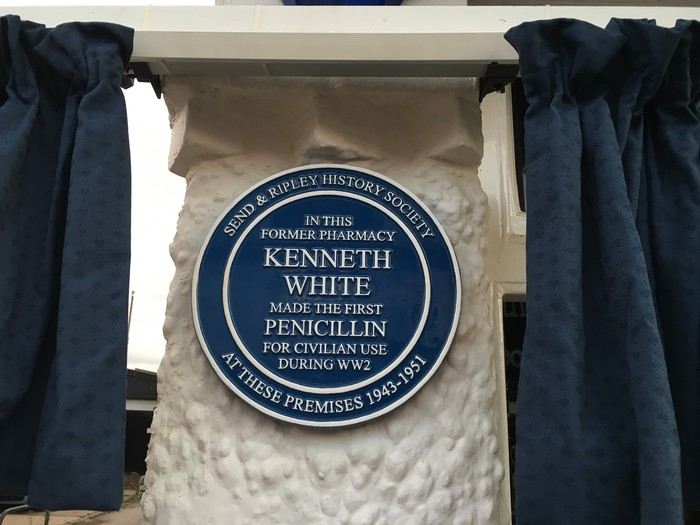 SEND & RIPLEY HISTORY SOCIETY
IN THIS
FORMER PHARMACY
KENNETH
WHITE
MADE THE FIRST
PENICILLIN
FOR CIVILIAN USE
DURING WW2
AT THESE PREMISES 1943-1951